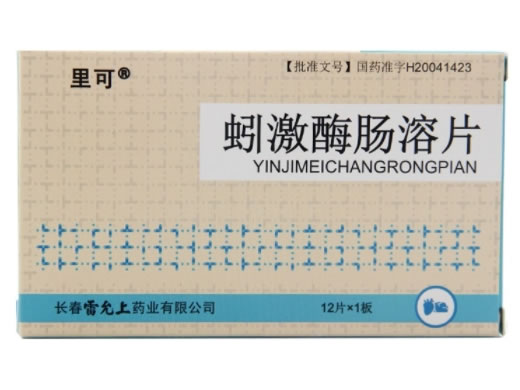 里可®
【批准文号】国药准字H20041423
蚓激酶肠溶片
YINJIMEICHANGRONGPIAN
长春雷允上药业有限公司
12片×1板